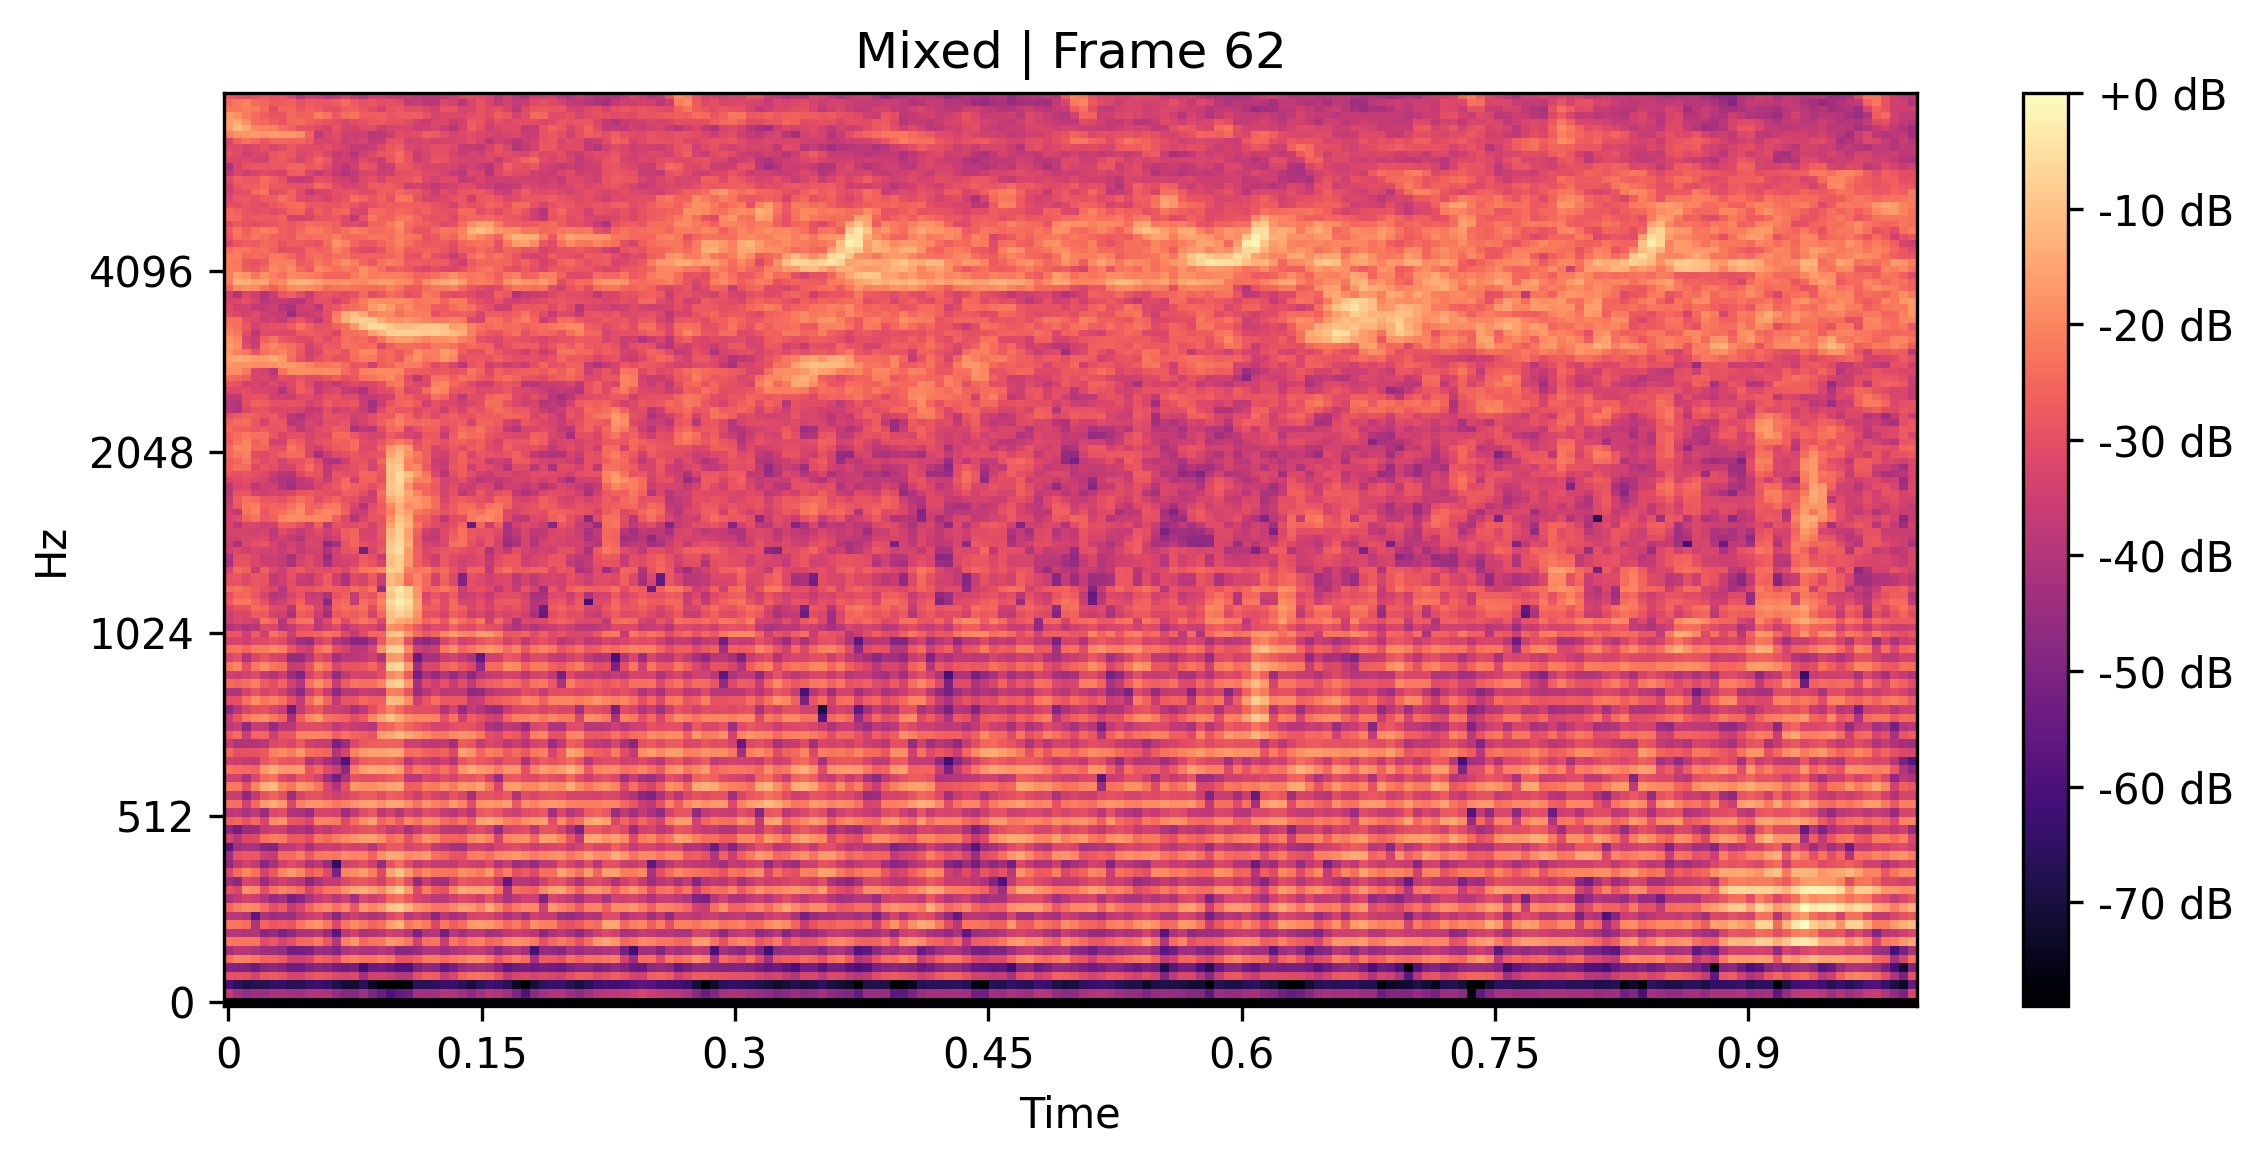 Mixed | Frame 62
+0 dB
-10 dB
-20 dB
-30 dB
-40 dB
-50 dB
-60 dB
-70 dB
Hz
4096
2048
1024
512
0
0 0.15 0.3 0.45 0.6 0.75 0.9
Time